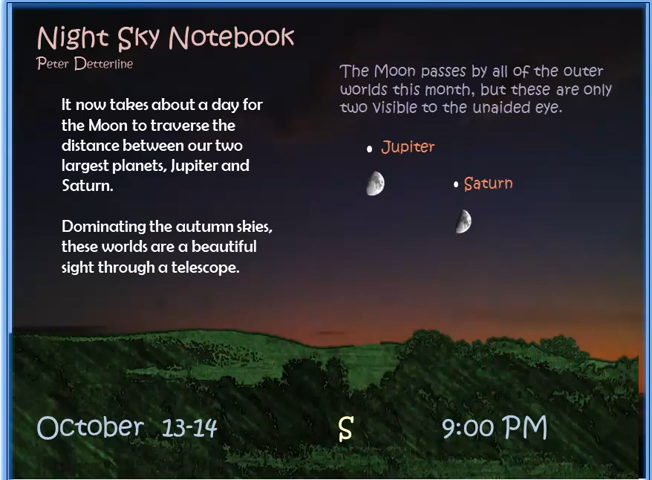 Night Sky Notebook
Peter Detterline
It now takes about a day for
the Moon to traverse the
distance between our two
largest planets, Jupiter and
Saturn.
Dominating the autumn skies,
these worlds are a beautiful
sight through a telescope.
The Moon passes by all of the outer
worlds this month, but these are only
two visible to the unaided eye.
Jupiter
Saturn
October 13-14
S
9:00 PM